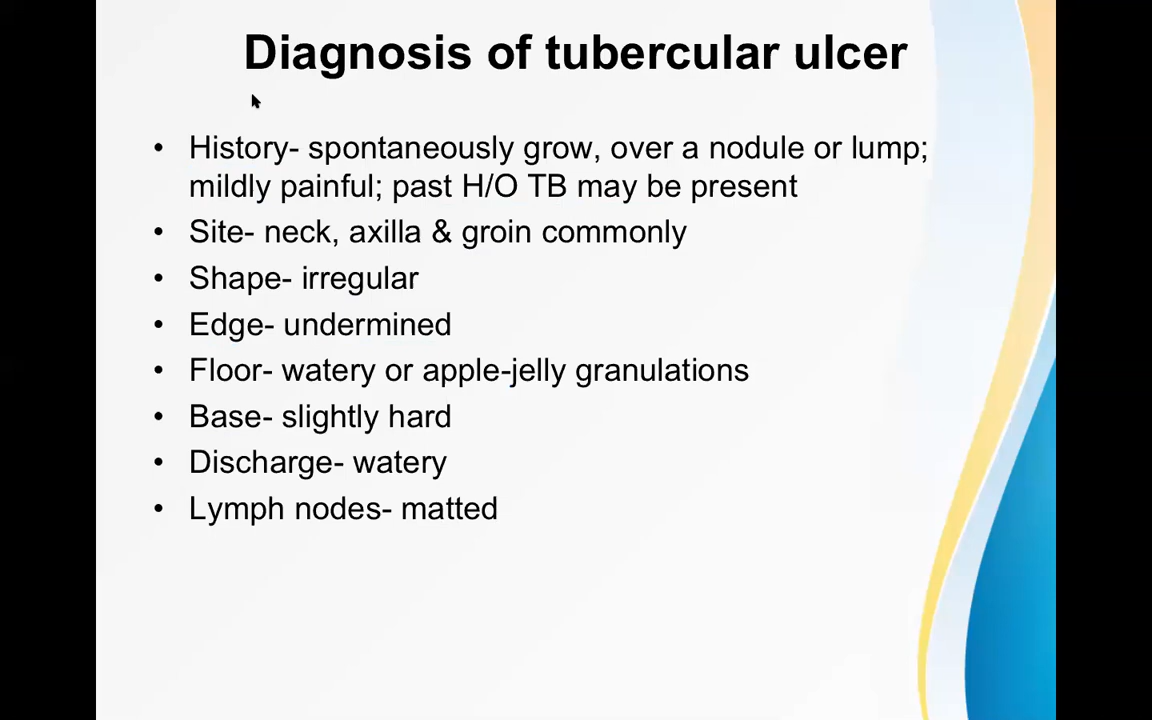 Diagnosis of tubercular ulcer
• History- spontaneously grow, over a nodule or lump;
mildly painful; past H/O TB may be present
• Site- neck, axilla & groin commonly
• Shape- irregular
• Edge- undermined
• Floor- watery or apple-jelly granulations
• Base- slightly hard
• Discharge- watery
• Lymph nodes- matted